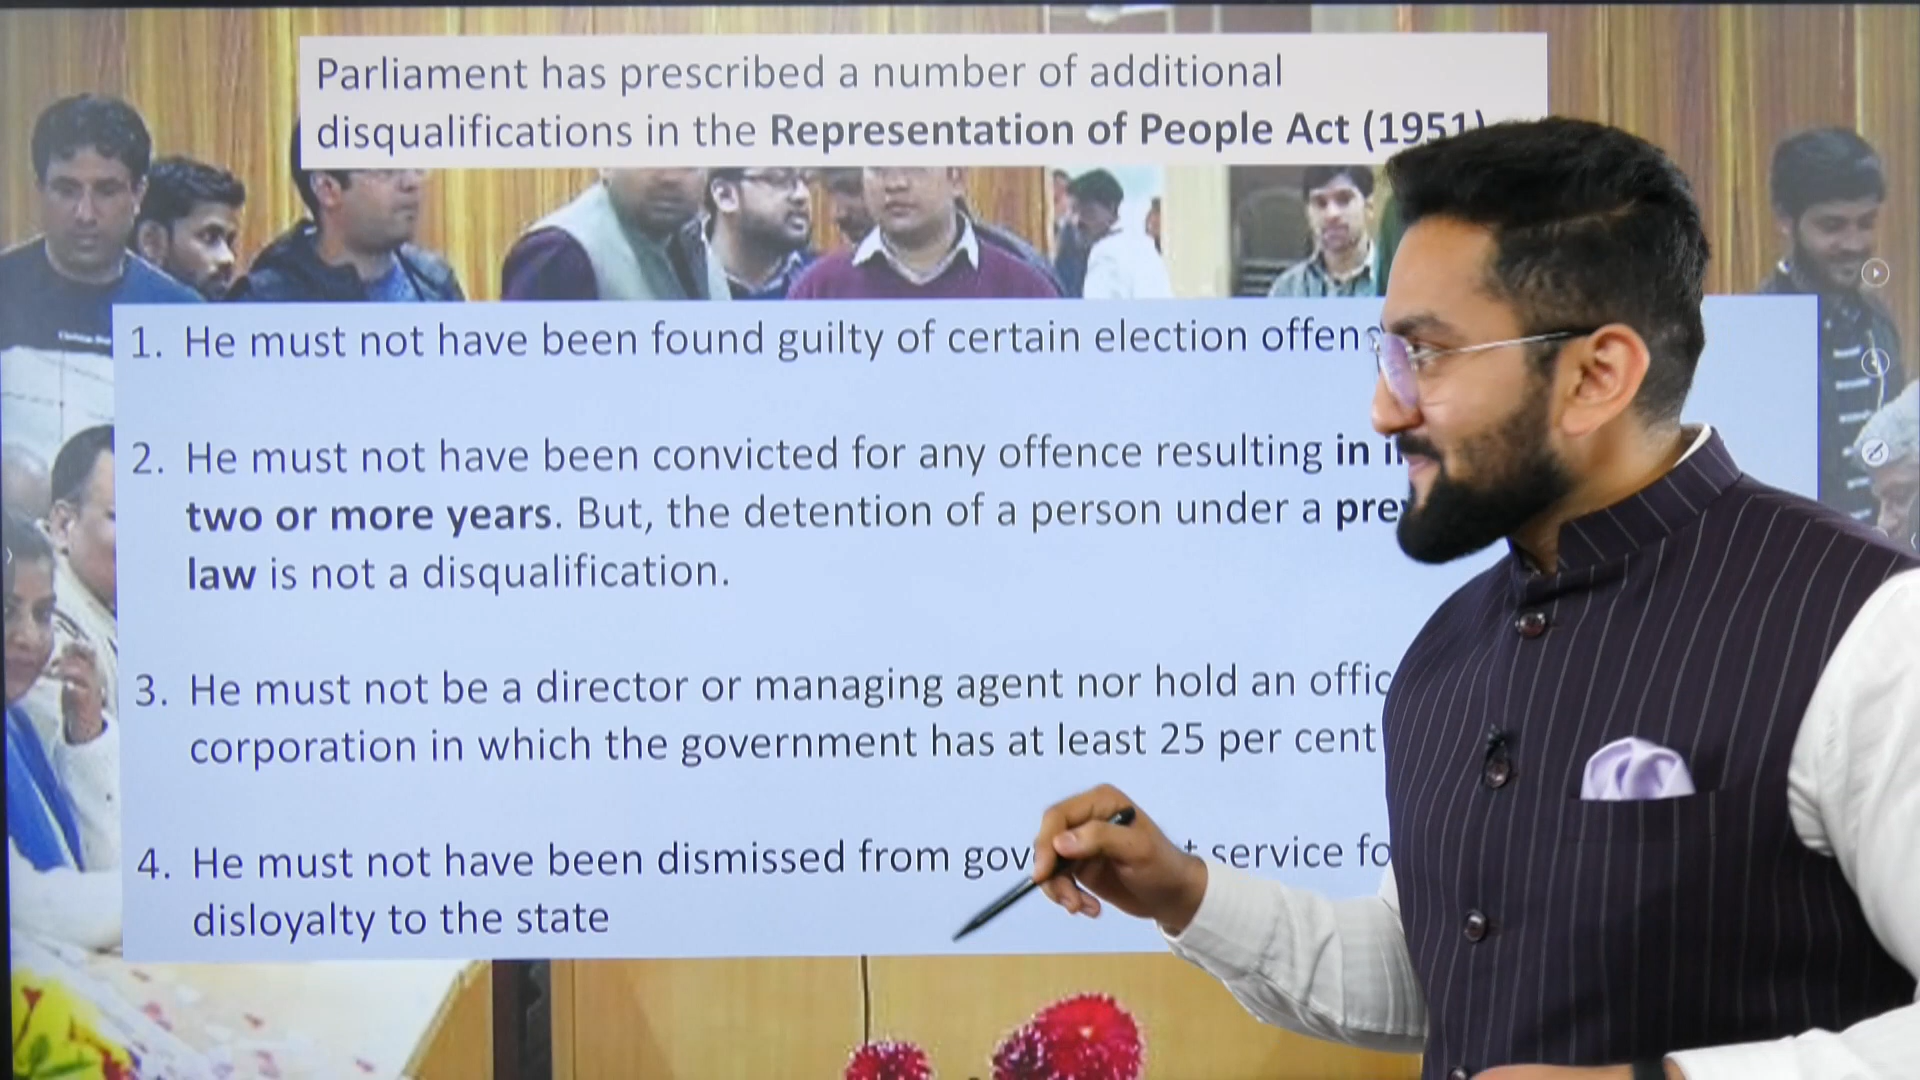 Parliament has prescribed a number of additional
disqualifications in the Representation of People Act (1951)
1. He must not have been found guilty of certain election
2. He must not have been convicted for any offence resulting in
two or more years. But, the detention of a person under a
law is not a disqualification.
3. He must not be a director or managing agent nor hold an
corporation in which the government has at least 25 per cent
4. He must not have been dismissed from service
disloyalty to the state